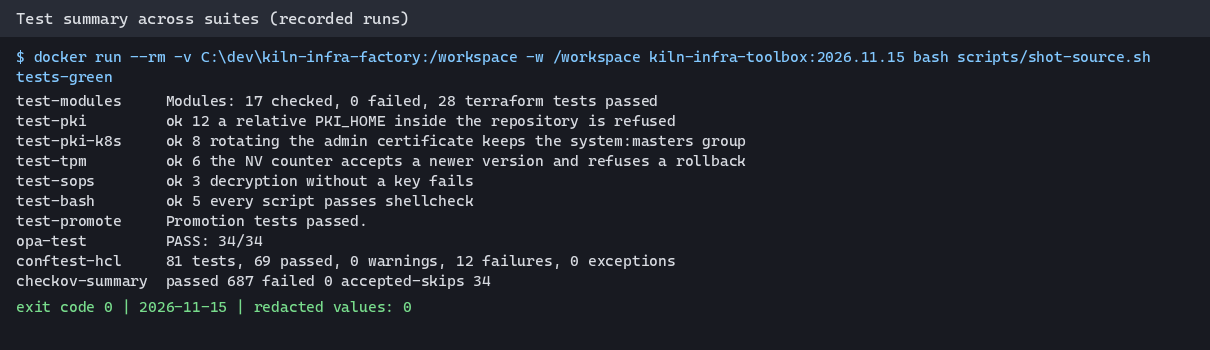 Test summary across suites (recorded runs)
$ docker run --rm -v C:\dev\kiln-infra-factory:/workspace -w /workspace kiln-infra-toolbox:2026.11.15 bash scripts/shot-source.sh
tests-green
test-modules     Modules: 17 checked, 0 failed, 28 terraform tests passed
test-pki         ok 12 a relative PKI_HOME inside the repository is refused
test-pki-k8s     ok 8 rotating the admin certificate keeps the system:masters group
test-tpm         ok 6 the NV counter accepts a newer version and refuses a rollback
test-sops        ok 3 decryption without a key fails
test-bash        ok 5 every script passes shellcheck
test-promote     Promotion tests passed.
opa-test         PASS: 34/34
conftest-hcl     81 tests, 69 passed, 0 warnings, 12 failures, 0 exceptions
checkov-summary  passed 687 failed 0 accepted-skips 34
exit code 0 | 2026-11-15 | redacted values: 0